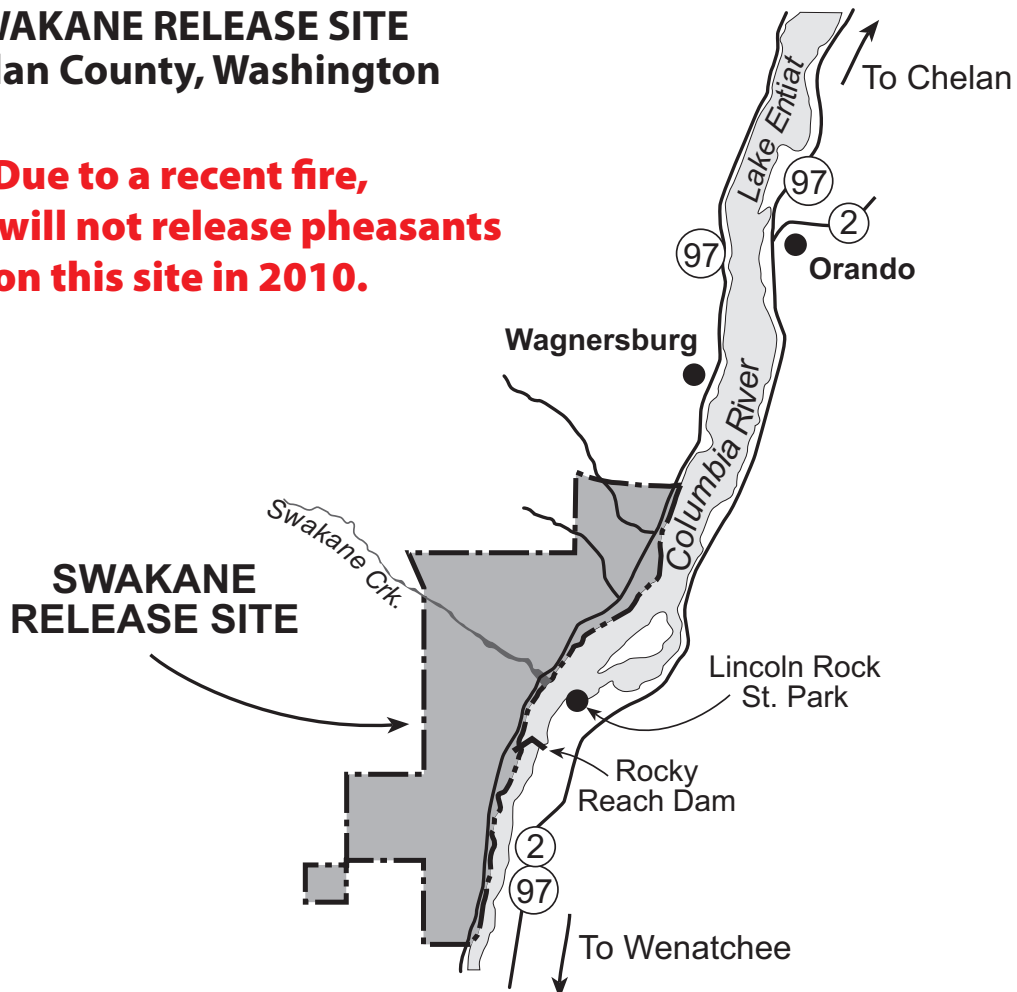 WAKANE RELEASE SITE
lan County, Washington
Due to a recent fire,
will not release pheasants
on this site in 2010.
To Chelan
Lake Entiat
97
2
97
Orando
Wagnersburg
Columbia River
Swakane Crk.
SWAKANE
RELEASE SITE
Lincoln Rock
St. Park
Rocky
Reach Dam
2
97
To Wenatchee